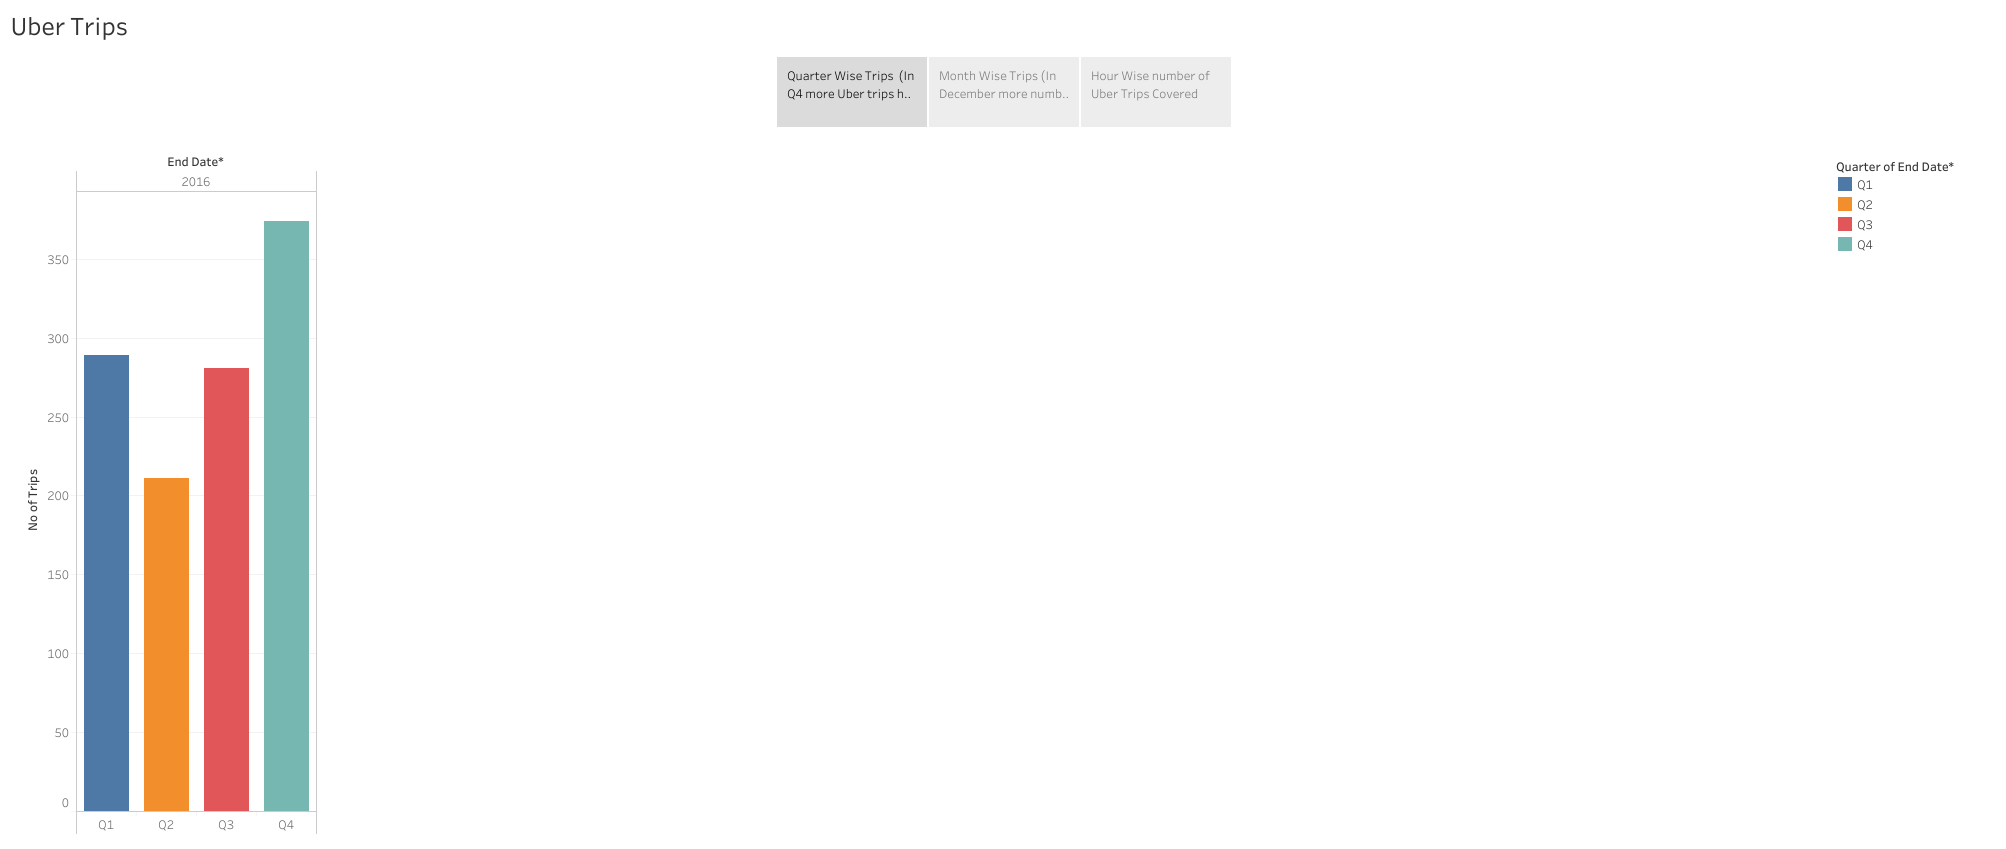 Uber Trips
Quarter Wise Trips  (In
Q4 more Uber trips h..
Month Wise Trips (In
December more numb..
Hour Wise number of
Uber Trips Covered
End Date*
2016
No of Trips
350
300
250
200
150
100
50
0
Q1
Q2
Q3
Q4
Quarter of End Date*
Q1
Q2
Q3
Q4